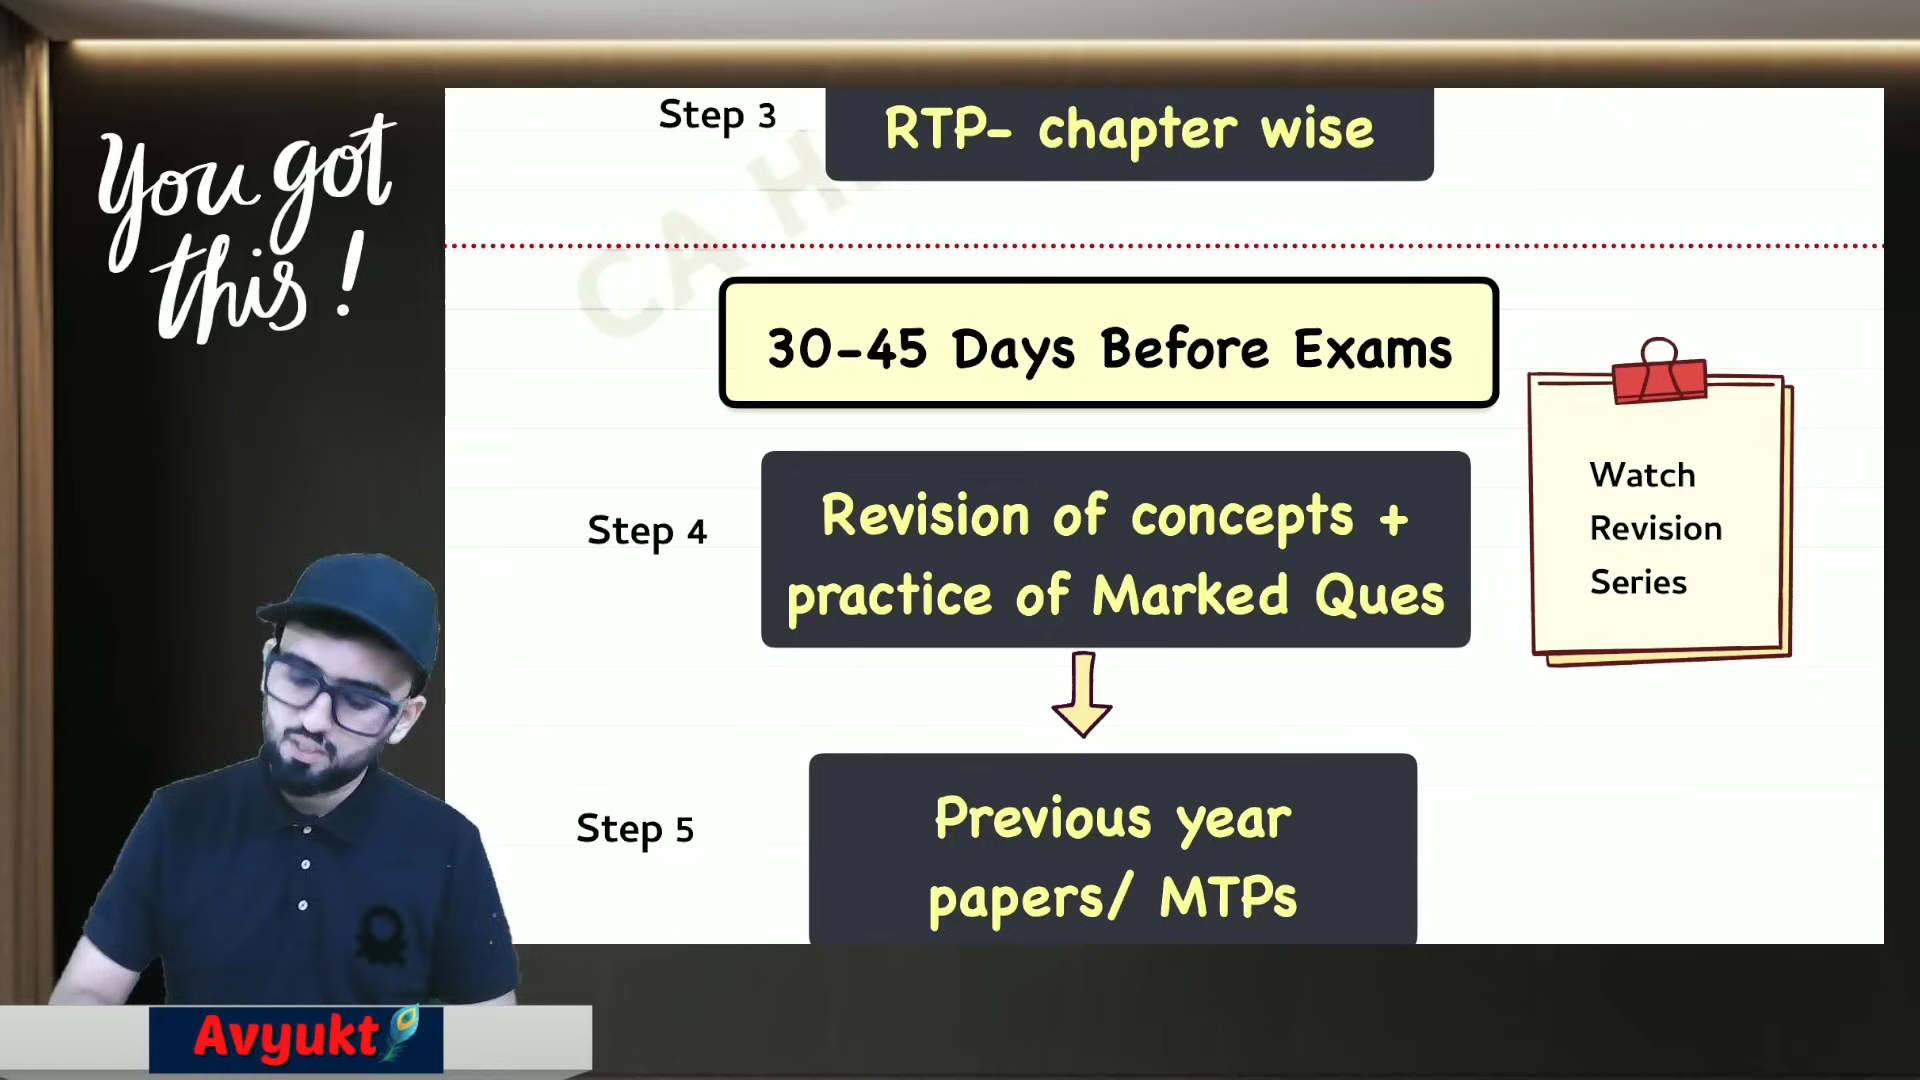 You got
this!
Step 3
RTP- chapter wise
CA H
30-45 Days Before Exams
Step 4
Revision of concepts +
practice of Marked Ques
Watch
Revision
Series
Step 5
Previous year
papers/ MTPs
Avyukt